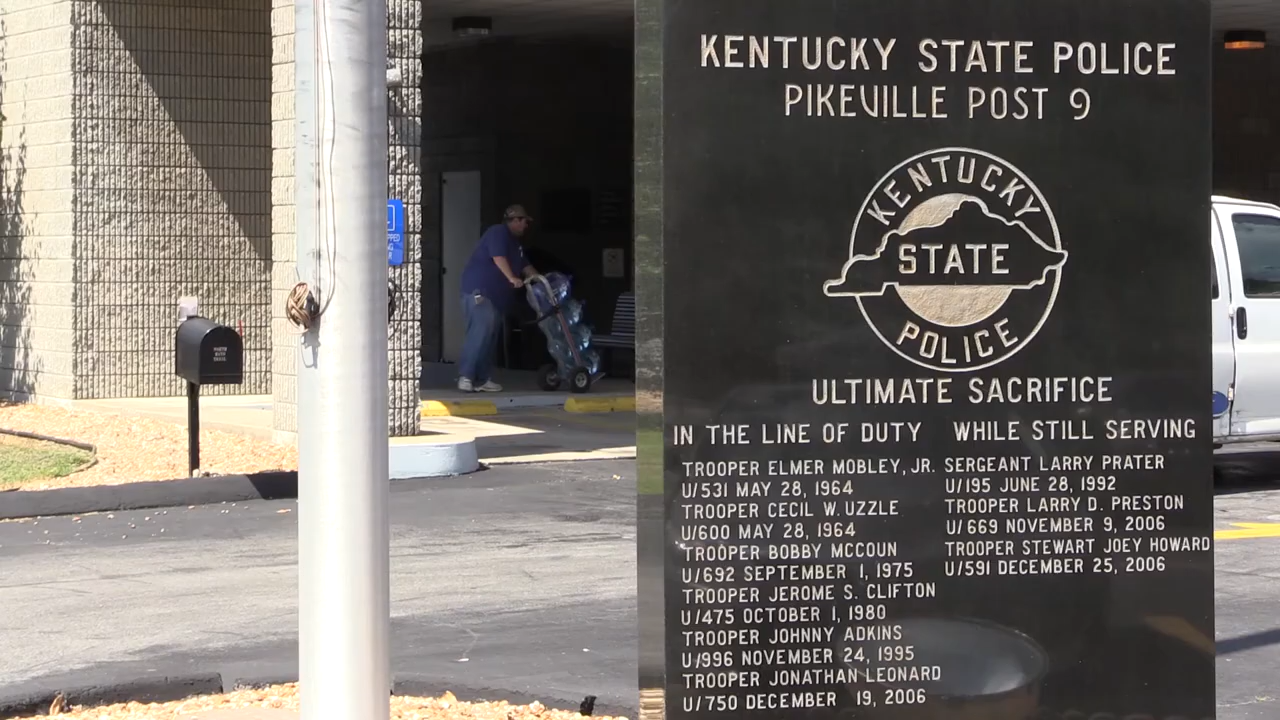 KENTUCKY STATE POLICE
PIKEVILLE POST 9
KENTUCKY
STATE
POLICE
ULTIMATE SACRIFICE
IN THE LINE OF DUTY
TROOPER ELMER MOBLEY, JR.
U/531 MAY 28, 1964
TROOPER CECIL W. UZZLE
U/600 MAY 28, 1964
TROOPER BOBBY MCCOUN
U/692 SEPTEMBER 1, 1975
TROOPER JEROME S. CLIFTON
U/475 OCTOBER 1, 1980
TROOPER JOHNNY ADKINS
U/996 NOVEMBER 24, 1995
TROOPER JONATHAN LEONARD
U/750 DECEMBER 19, 2006
WHILE STILL SERVING
SERGEANT LARRY PRATER
U/195 JUNE 28, 1992
TROOPER LARRY D. PRESTON
U/669 NOVEMBER 9, 2006
TROOPER STEWART JOEY HOWARD
U/591 DECEMBER 25, 2006